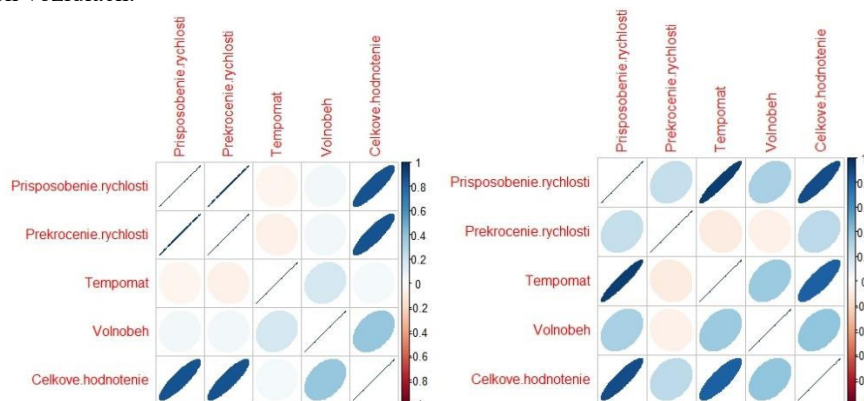 Prisposobenie.rychlosti
Prekrocenie.rychlosti
Tempomat
Volnobeh
Celkove.hodnotenie
Prisposobenie.rychlosti
Prekrocenie.rychlosti
Tempomat
Volnobeh
Celkove.hodnotenie
1
0.8
0.6
0.4
0.2
0
0.2
0.4
0.6
0.8
Prisposobenie.rychlosti
Prekrocenie.rychlosti
Tempomat
Volnobeh
Celkove.hodnotenie
Prisposobenie.rychlosti
Prekrocenie.rychlosti
Tempomat
Volnobeh
Celkove.hodnotenie